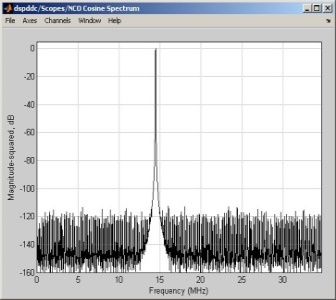 dspddc/Scopes/NCO Cosine Spectrum
File Axes Channels Window Help
0
-20
-40
-60
-80
-100
-120
-140
-160
Magnitude-squared, dB
0 5 10 15 20 25 30
Frequency (MHz)